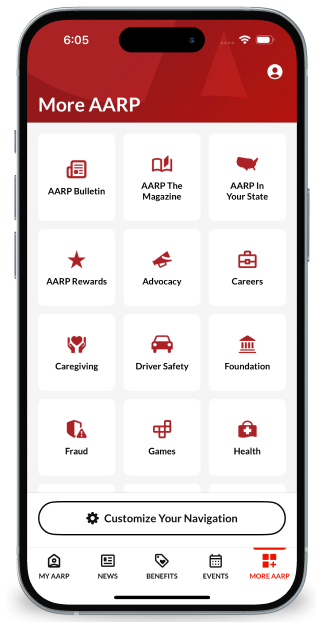 6:05
More AARP
AARP Bulletin
AARP The
Magazine
AARP In
Your State
AARP Rewards
Advocacy
Careers
Caregiving
Driver Safety
Foundation
Fraud
Games
Health
Customize Your Navigation
MY AARP
NEWS
BENEFITS
EVENTS
MORE AARP